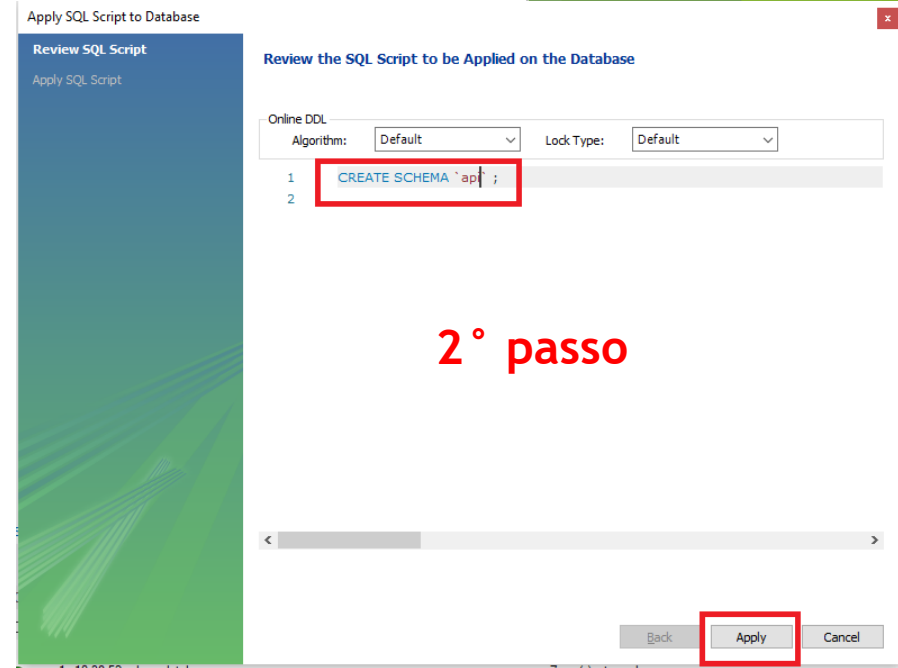 Apply SQL Script to Database
x
Review SQL Script
Apply SQL Script
Review the SQL Script to be Applied on the Database
Online DDL
Algorithm: Default Lock Type: Default
1 CREATE SCHEMA `api` ;
2
2° passo
Back Apply Cancel